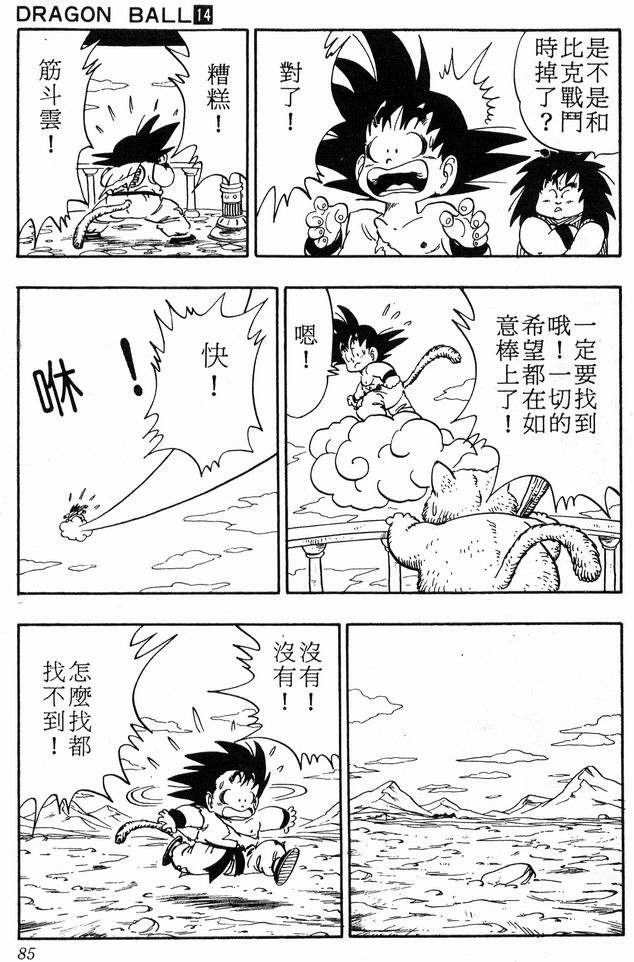 DRAGON BALL 14
是不是和
比克戰鬥
時掉了？
對了！
糟糕！
筋斗雲！
一定要找到
哦！一切的
希望都在如
意棒上了！
嗯！
快！
咻！
沒有！
沒有！
怎麼找都
找不到！
85